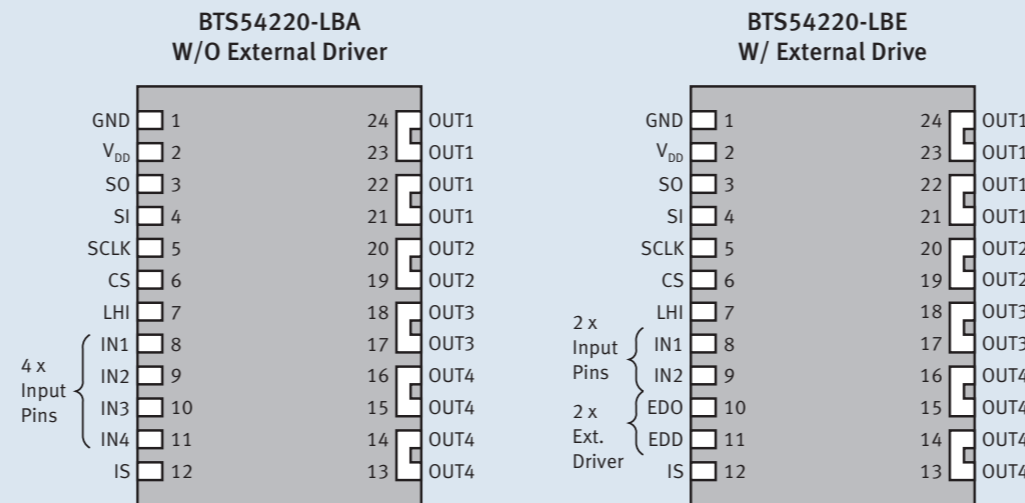 BTS54220-LBA
W/O External Driver
GND 1 24 OUT1
VDD 2 23 OUT1
SO 3 22 OUT1
SI 4 21 OUT1
SCLK 5 20 OUT2
CS 6 19 OUT2
LHI 7 18 OUT3
IN1 8 17 OUT3
IN2 9 16 OUT4
IN3 10 15 OUT4
IN4 11 14 OUT4
IS 12 13 OUT4
4 x
Input
Pins
BTS54220-LBE
W/ External Drive
GND 1 24 OUT1
VDD 2 23 OUT1
SO 3 22 OUT1
SI 4 21 OUT1
SCLK 5 20 OUT2
CS 6 19 OUT2
LHI 7 18 OUT3
IN1 8 17 OUT3
IN2 9 16 OUT4
EDO 10 15 OUT4
EDD 11 14 OUT4
IS 12 13 OUT4
2 x
Input
Pins
2 x
Ext.
Driver